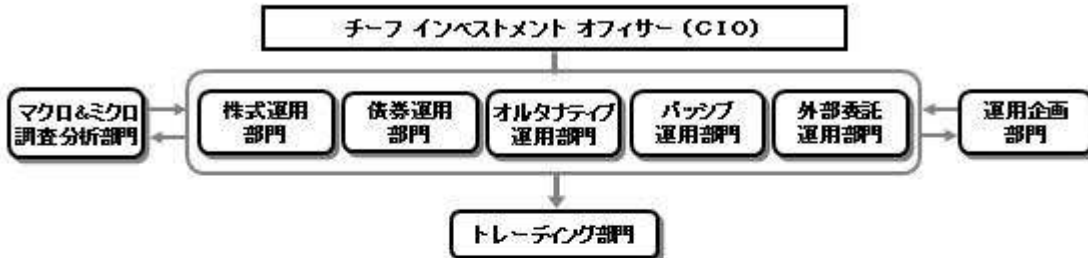 チーフ インベストメント オフィサー(CIO)
マクロ&ミクロ
調査分析部門
株式運用
部門
債券運用
部門
オルタナティブ
運用部門
パッシブ
運用部門
外部委託
運用部門
運用企画
部門
トレーディング部門